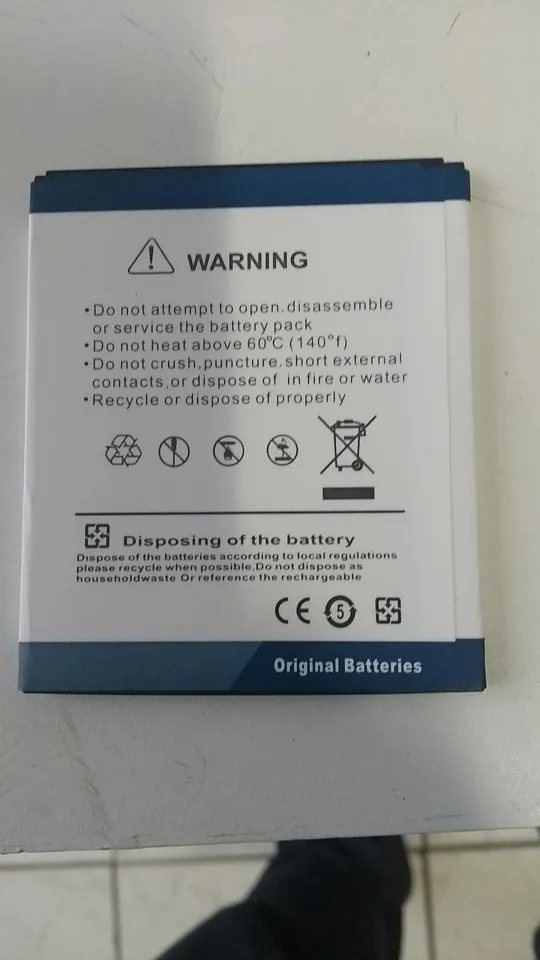 WARNING
•Do not attempt to open.disassemble
or service the battery pack
•Do not heat above 60°C (140°f)
•Do not crush,puncture.short external
contacts,or dispose of in fire or water
•Recycle or dispose of properly
Disposing of the battery
Dispose of the batteries according to local regulations
please recycle when possible,Do not dispose as
householdwaste Or reference the rechargeable
CE 5
Original Batteries